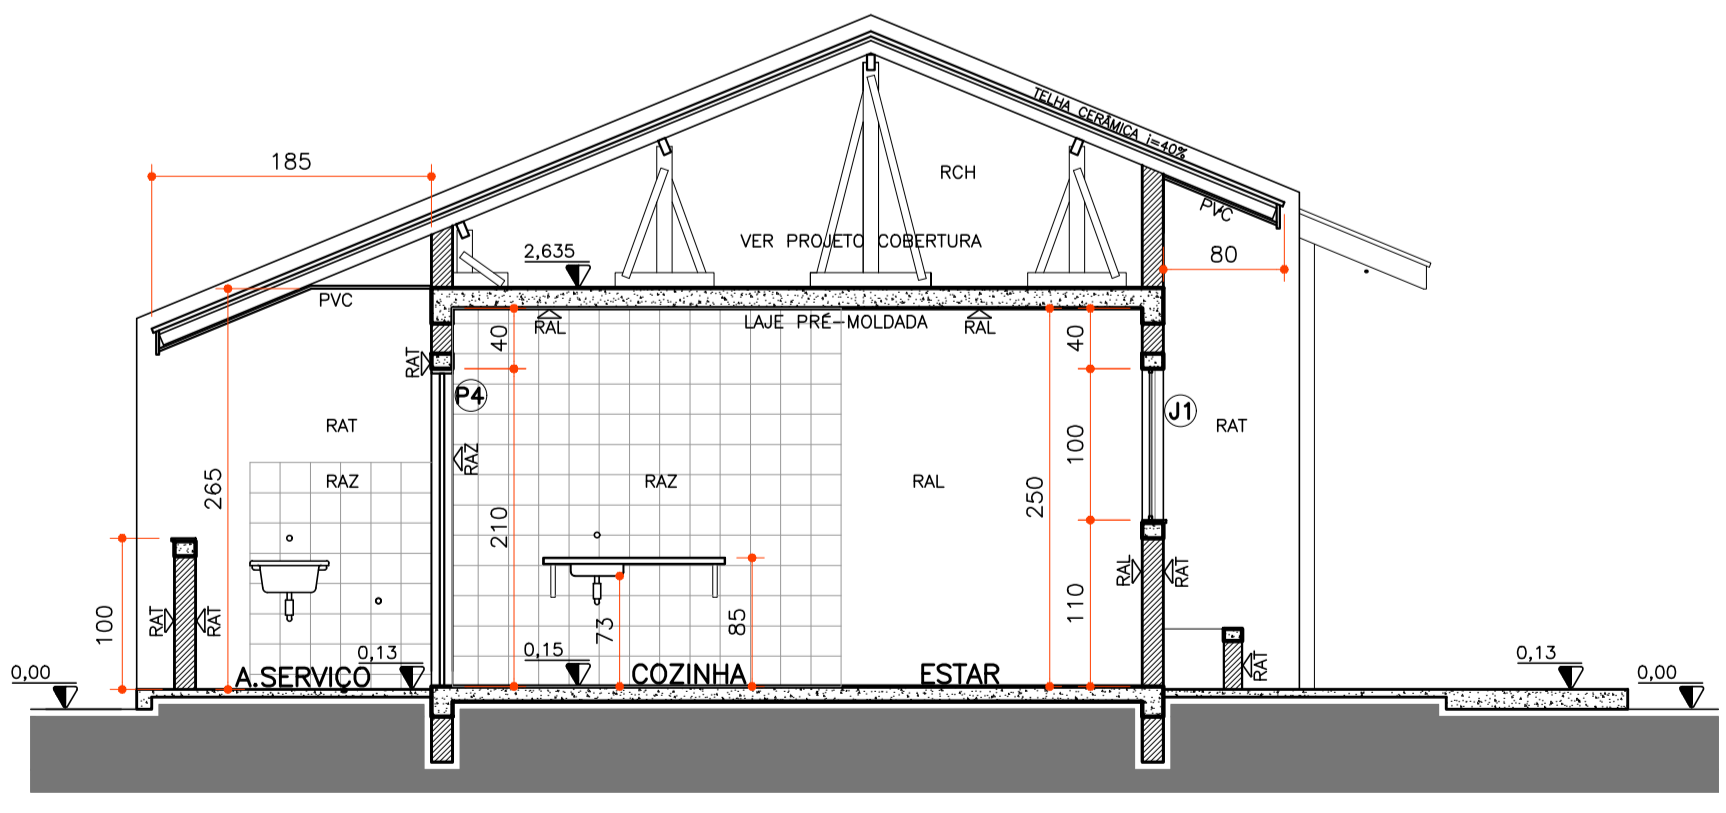 TELHA CERÂMICA i=40%
185
RCH
PVC
VER PROJETO COBERTURA
2,635
80
PVC
RAL
LAJE PRÉ-MOLDADA
RAL
40
40
RAT
P4
J1
RAT
RAT
100
RAZ
RAZ
RAZ
RAL
265
250
210
RAL
RAT
110
100
RAT
RAT
73
85
0,13
0,15
0,13
RAT
0,00
A.SERVIÇO
COZINHA
ESTAR
0,00